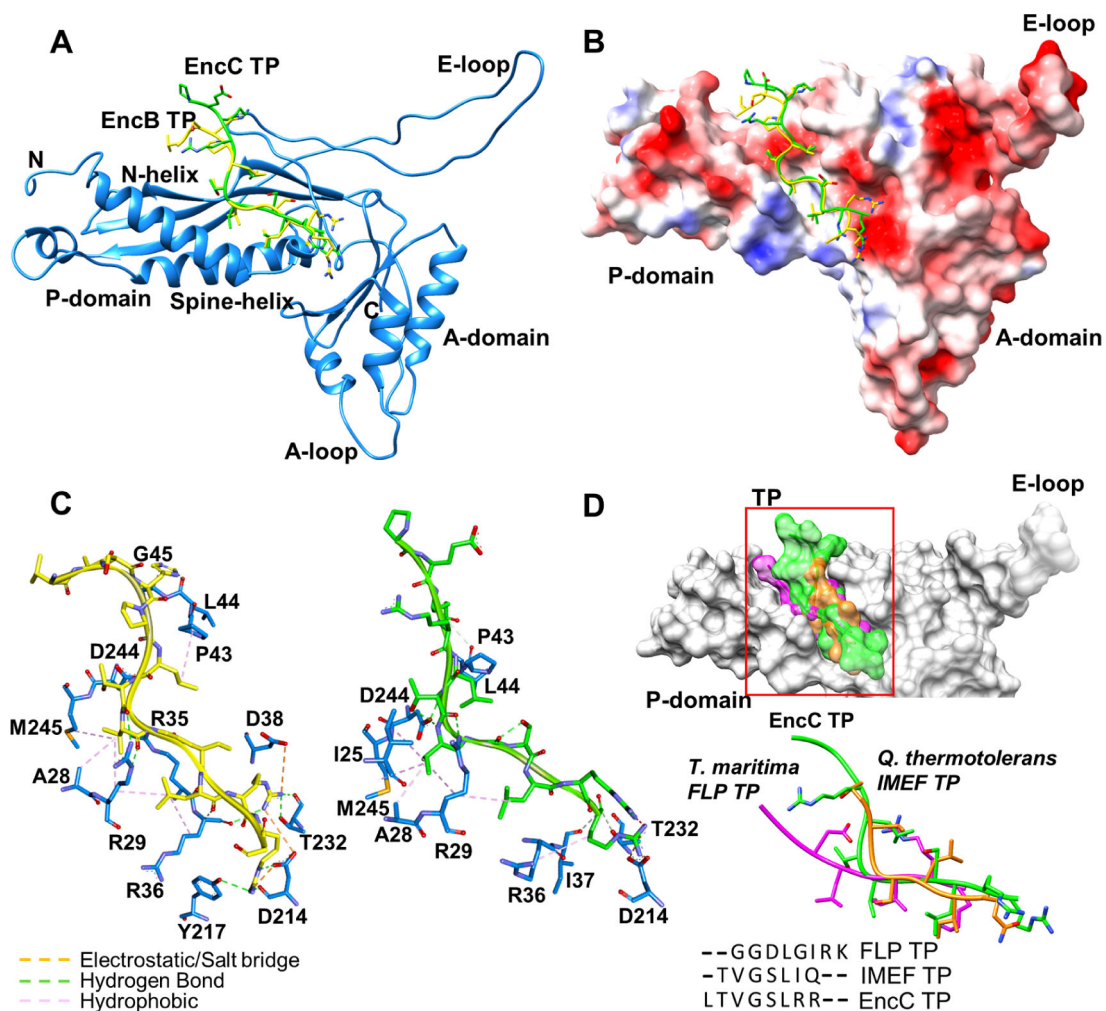 A
EncC TP
E-loop
EncB TP
N
N-helix
P-domain
Spine-helix
C
A-domain
A-loop
B
E-loop
P-domain
A-domain
C
G45
L44
P43
D244
M245
R35
D38
A28
R29
T232
R36
Y217
D214
P43
L44
D244
I25
M245
A28
R29
T232
R36
I37
D214
Electrostatic/Salt bridge
Hydrogen Bond
Hydrophobic
D
TP
E-loop
P-domain
EncC TP
T. maritima
FLP TP
Q. thermotolerans
IMEF TP
--GGDLGIRK FLP TP
-TVGSLIQ-- IMEF TP
LTVGSLRR-- EncC TP